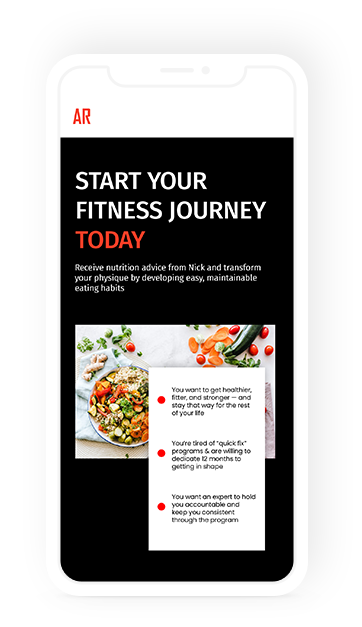 AR
START YOUR
FITNESS JOURNEY
TODAY
Receive nutrition advice from Nick and transform
your physique by developing easy, maintainable
eating habits
You want to get healthier,
fitter, and stronger — and
stay that way for the rest
of your life
You're tired of "quick fix"
programs & are willing to
dedicate 12 months to
getting in shape
You want an expert to hold
you accountable and
keep you consistent
through the program